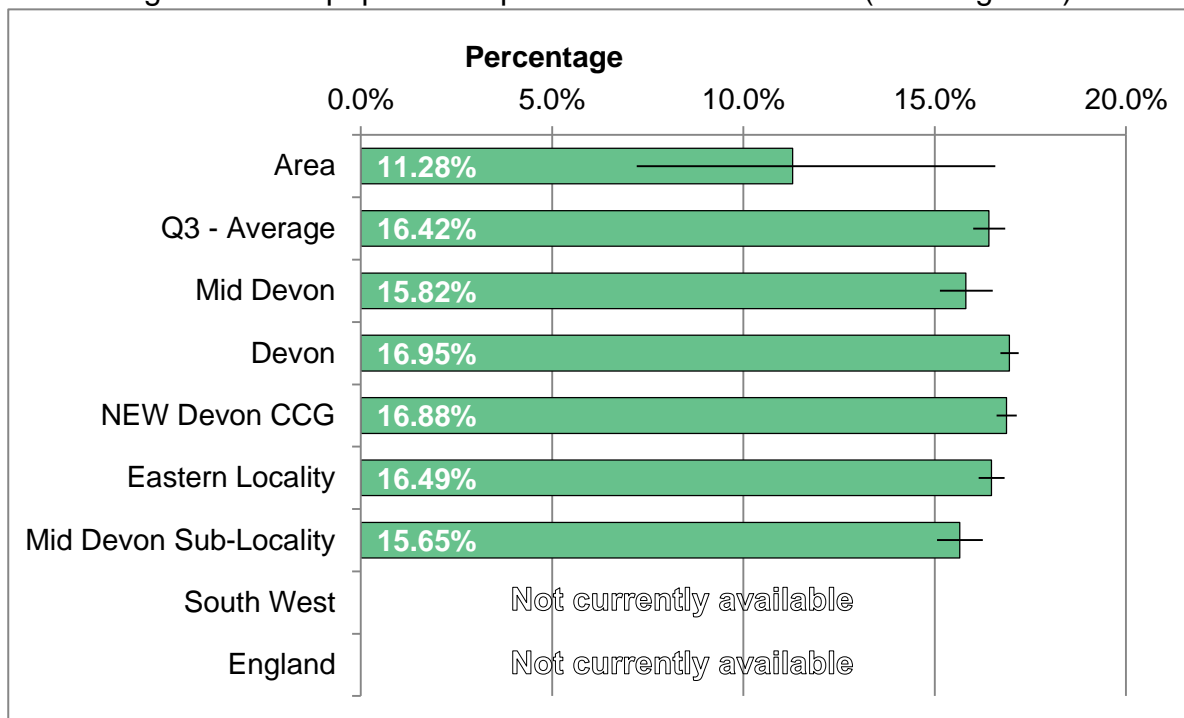 Percentage
0.0% 5.0% 10.0% 15.0% 20.0%
Area 11.28%
Q3 - Average 16.42%
Mid Devon 15.82%
Devon 16.95%
NEW Devon CCG 16.88%
Eastern Locality 16.49%
Mid Devon Sub-Locality 15.65%
South West Not currently available
England Not currently available